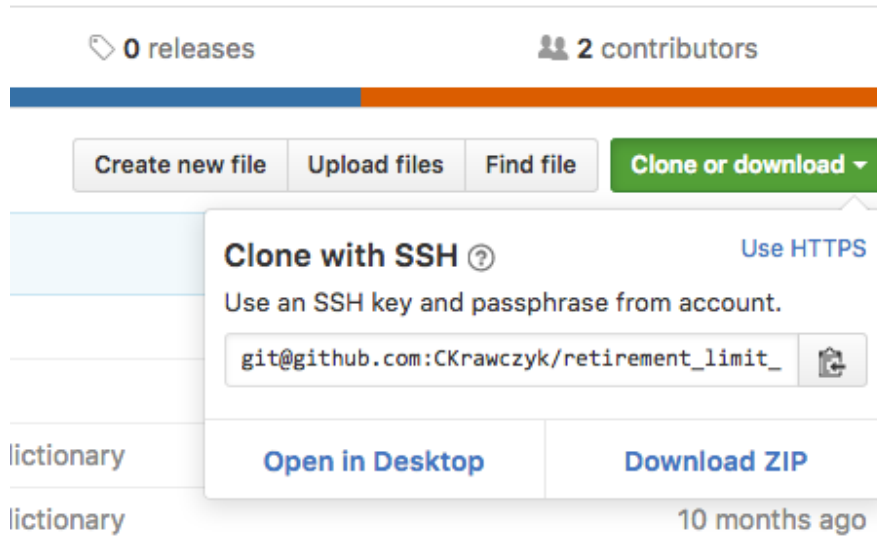 0 releases
2 contributors
Create new file
Upload files
Find file
Clone or download
Clone with SSH ?
Use HTTPS
Use an SSH key and passphrase from account.
git@github.com:CKrawczyk/retirement_limit_
Open in Desktop
Download ZIP
lictionary
lictionary
10 months ago